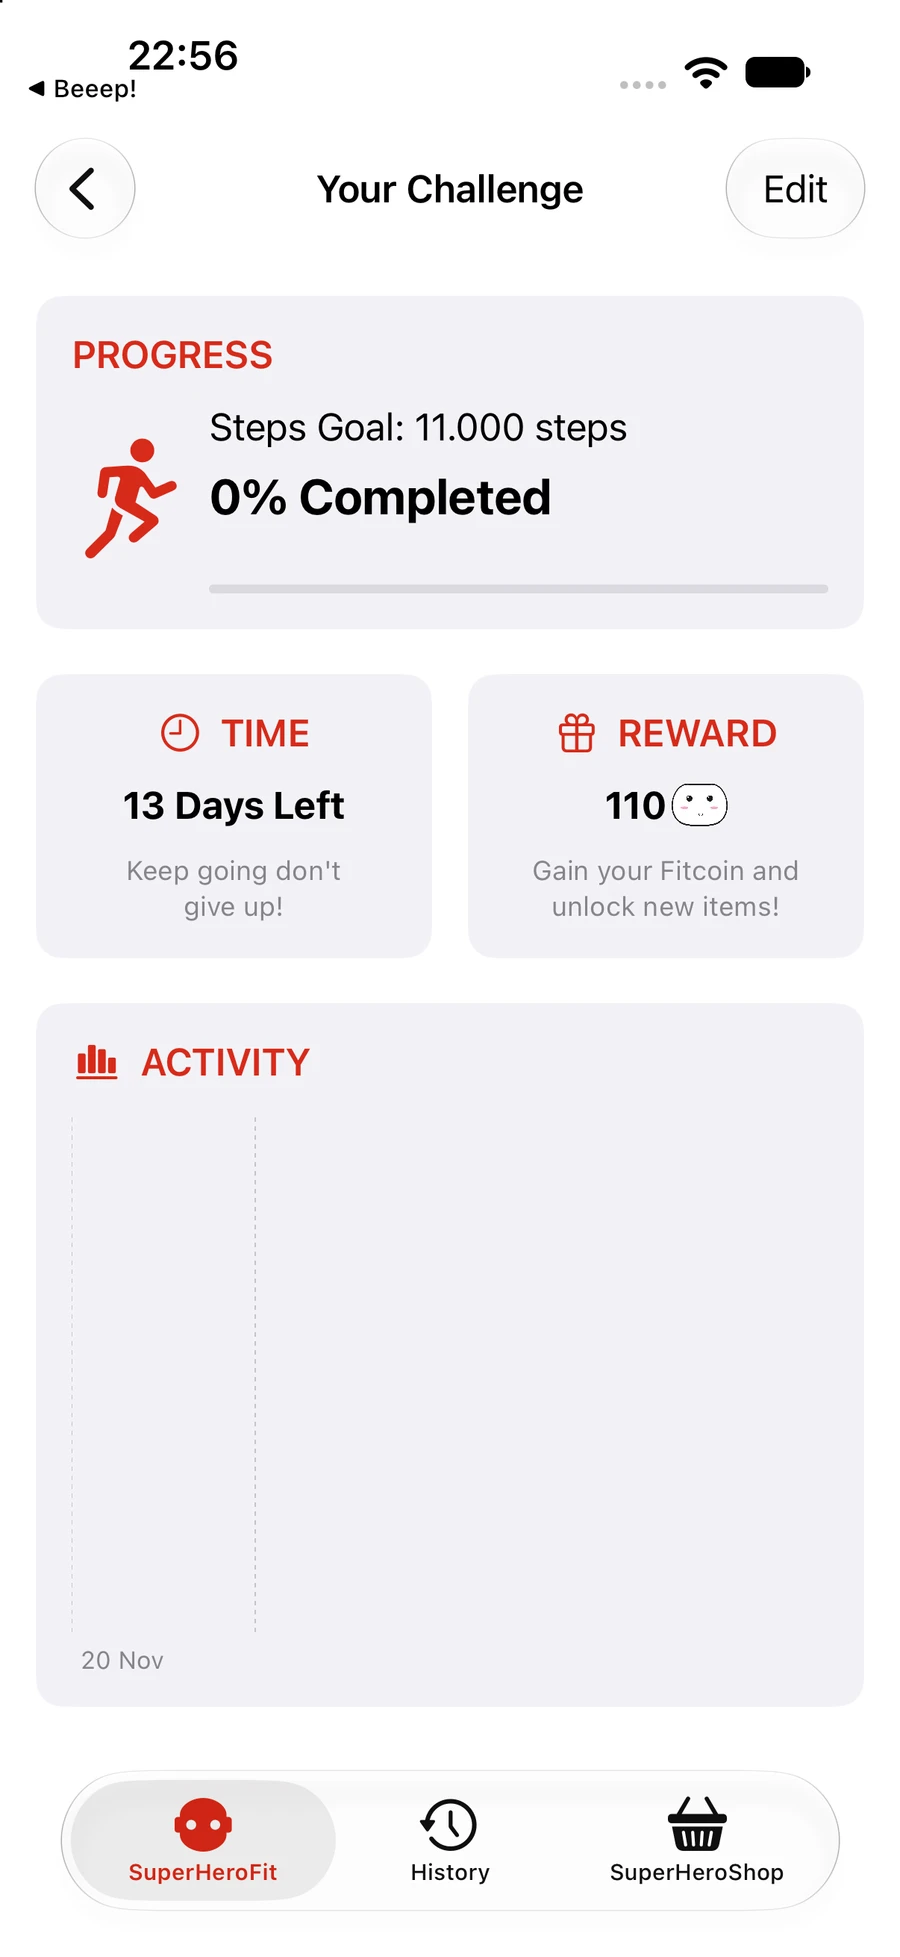 22:56
◀ Beeep!
Your Challenge
Edit
PROGRESS
Steps Goal: 11.000 steps
0% Completed
TIME
13 Days Left
Keep going don't
give up!
REWARD
110
Gain your Fitcoin and
unlock new items!
ACTIVITY
20 Nov
SuperHeroFit
History
SuperHeroShop